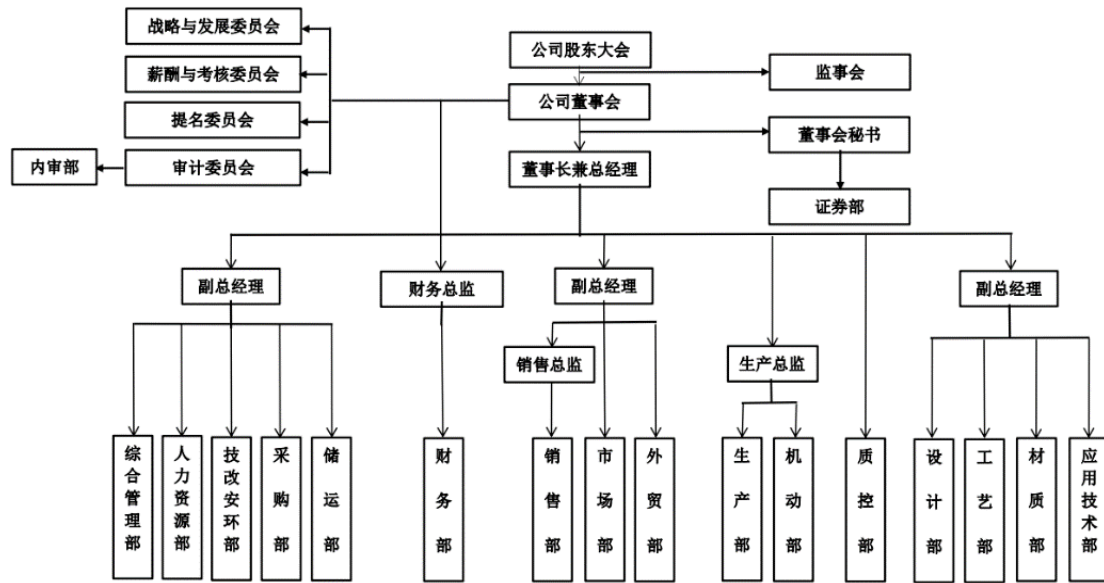 战略与发展委员会
公司股东大会
薪酬与考核委员会
监事会
公司董事会
提名委员会
董事会秘书
内审部
审计委员会
董事长兼总经理
证券部
副总经理
财务总监
副总经理
副总经理
销售总监
生产总监
综合管理部
人力资源部
技改安环部
采购部
储运部
财务部
销售部
市场部
外贸部
生产部
机动部
质控部
设计部
工艺部
材质部
应用技术部